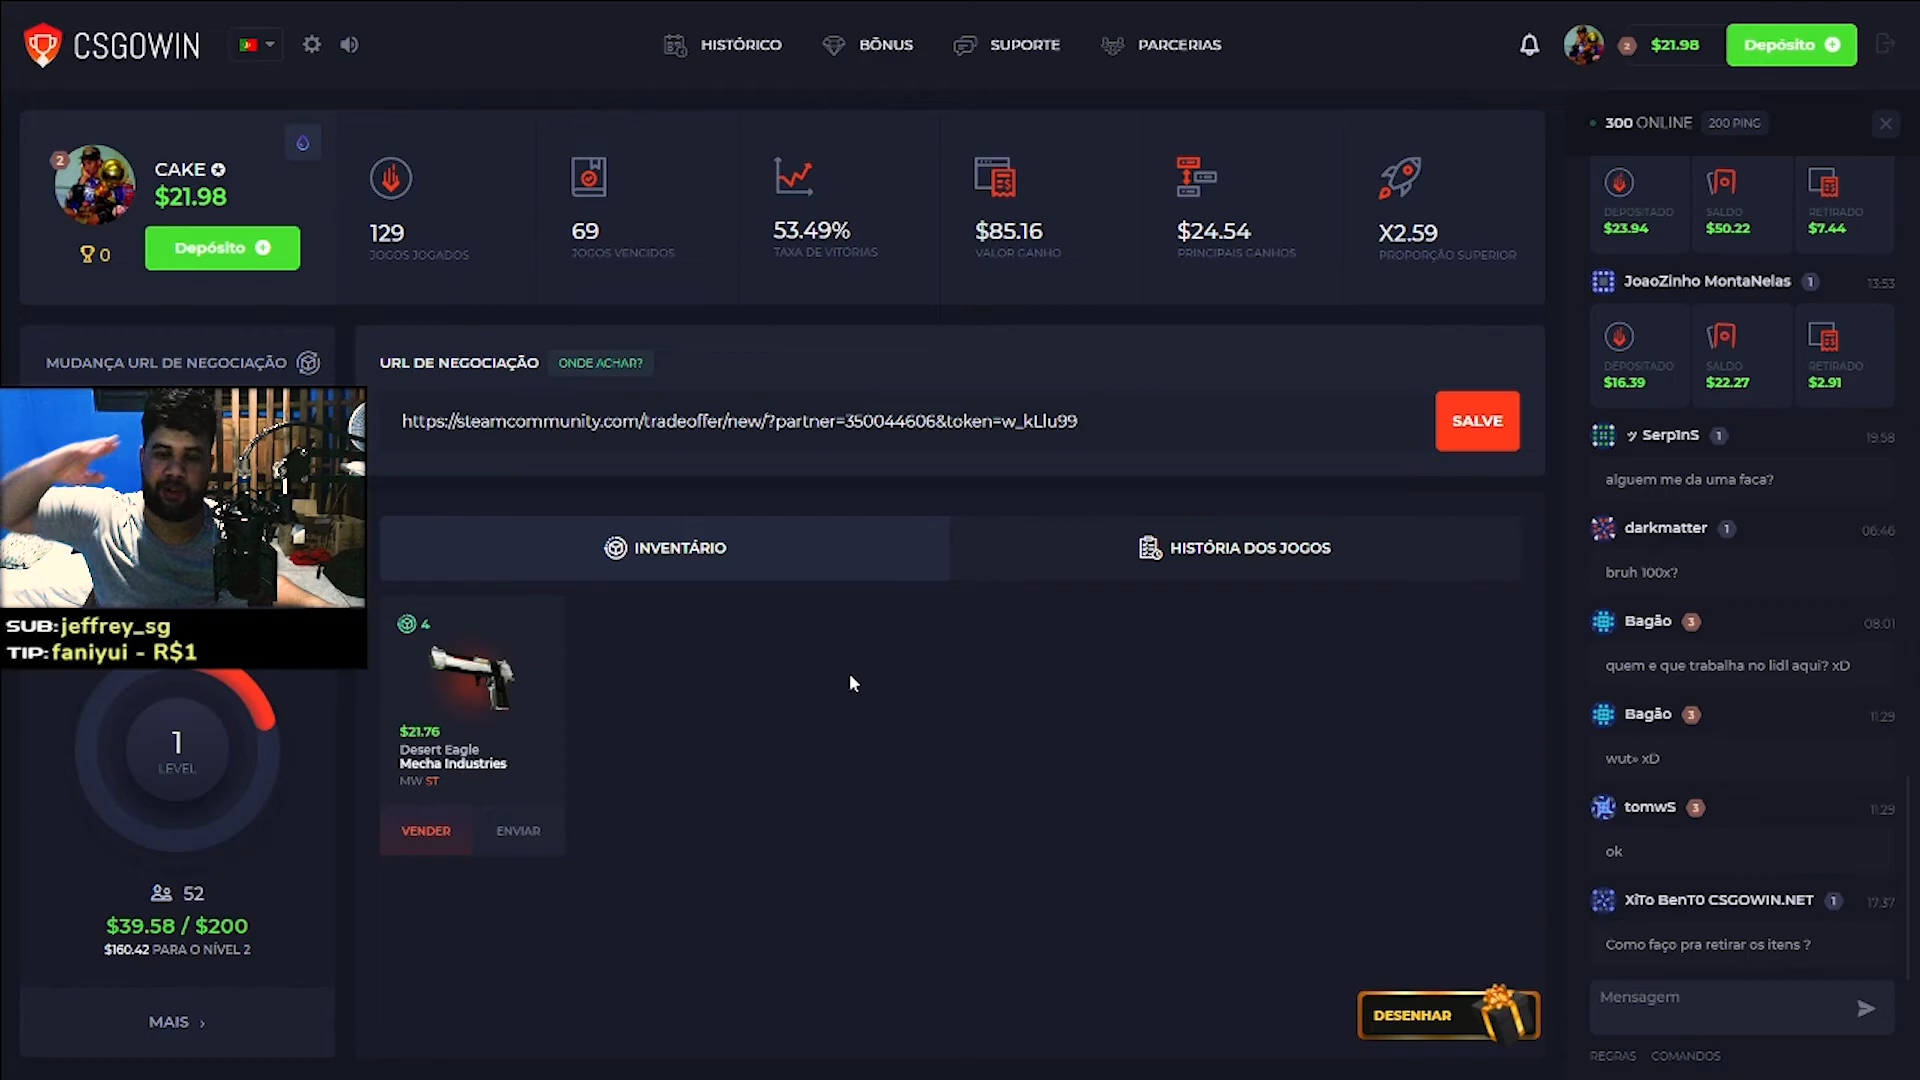 CSGOWIN
HISTÓRICO
BÔNUS
SUPORTE
PARCERIAS
2
$21.98
Depósito
2
CAKE
$21.98
0
Depósito
129
JOGOS JOGADOS
69
JOGOS VENCIDOS
53.49%
TAXA DE VITÓRIAS
$85.16
VALOR GANHO
$24.54
PRINCIPAIS GANHOS
X2.59
PROPORÇÃO SUPERIOR
MUDANÇA URL DE NEGOCIAÇÃO
SUB:jeffrey_sg
TIP:faniyui - R$1
1
LEVEL
52
$39.58 / $200
$160.42 PARA O NÍVEL 2
MAIS ›
URL DE NEGOCIAÇÃO
ONDE ACHAR?
https://steamcommunity.com/tradeoffer/new/?partner=350044606&token=w_kLlu99
SALVE
INVENTÁRIO
HISTÓRIA DOS JOGOS
4
$21.76
Desert Eagle
Mecha Industries
MW ST
VENDER
ENVIAR
DESENHAR
300 ONLINE
200 PING
DEPOSITADO
$23.94
SALDO
$50.22
RETIRADO
$7.44
JoaoZinho MontaNelas 1 13:53
DEPOSITADO
$16.39
SALDO
$22.27
RETIRADO
$2.91
ッ Serp1nS 1 19:58
alguem me da uma faca?
darkmatter 1 06:46
bruh 100x?
Bagão 3 08:01
quem e que trabalha no lidl aqui? xD
Bagão 3 11:29
wut» xD
tomwS 3 11:29
ok
XiTo BenT0 CSGOWIN.NET 1 17:37
Como faço pra retirar os itens ?
Mensagem
REGRAS
COMANDOS